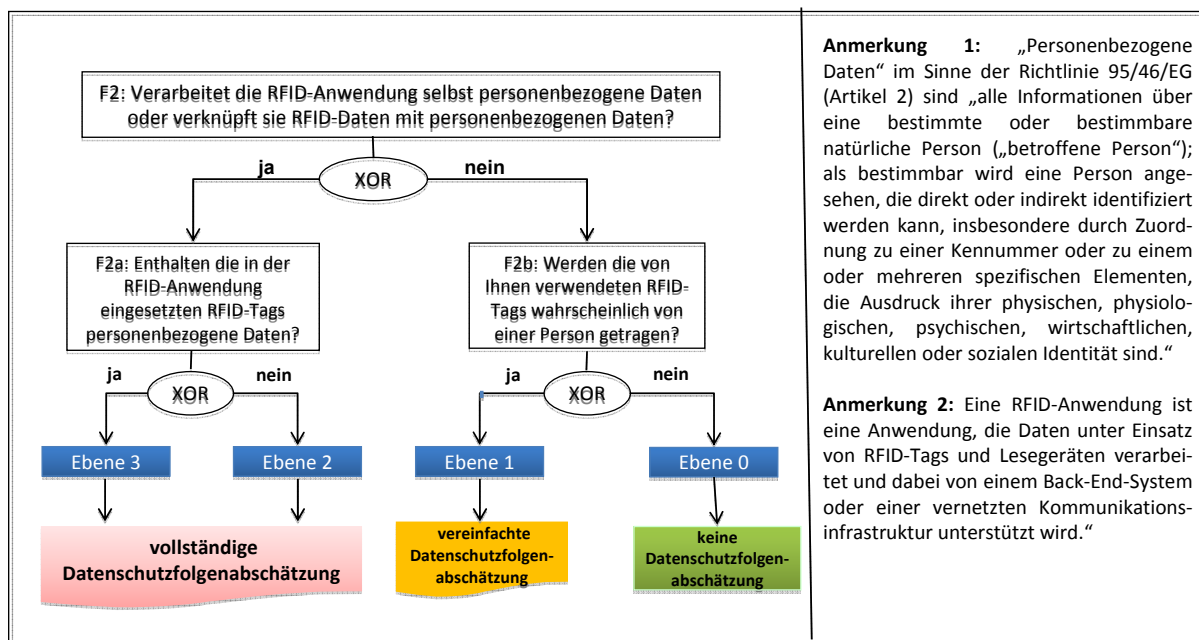 F2: Verarbeitet die RFID-Anwendung selbst personenbezogene Daten
oder verknüpft sie RFID-Daten mit personenbezogenen Daten?
ja
XOR
nein
F2a: Enthalten die in der
RFID-Anwendung
eingesetzten RFID-Tags
personenbezogene Daten?
F2b: Werden die von
Ihnen verwendeten RFID-
Tags wahrscheinlich von
einer Person getragen?
ja
XOR
nein
ja
XOR
nein
Ebene 3
Ebene 2
Ebene 1
Ebene 0
vollständige
Datenschutzfolgenabschätzung
vereinfachte
Datenschutzfolgen-
abschätzung
keine
Datenschutzfolgen-
abschätzung
Anmerkung 1: „Personenbezogene
Daten“ im Sinne der Richtlinie 95/46/EG
(Artikel 2) sind „alle Informationen über
eine bestimmte oder bestimmbare
natürliche Person („betroffene Person“);
als bestimmbar wird eine Person ange-
sehen, die direkt oder indirekt identifiziert
werden kann, insbesondere durch Zuord-
nung zu einer Kennummer oder zu einem
oder mehreren spezifischen Elementen,
die Ausdruck ihrer physischen, physiolo-
gischen, psychischen, wirtschaftlichen,
kulturellen oder sozialen Identität sind.“
Anmerkung 2: Eine RFID-Anwendung ist
eine Anwendung, die Daten unter Einsatz
von RFID-Tags und Lesegeräten verarbei-
tet und dabei von einem Back-End-System
oder einer vernetzten Kommunikations-
infrastruktur unterstützt wird.“